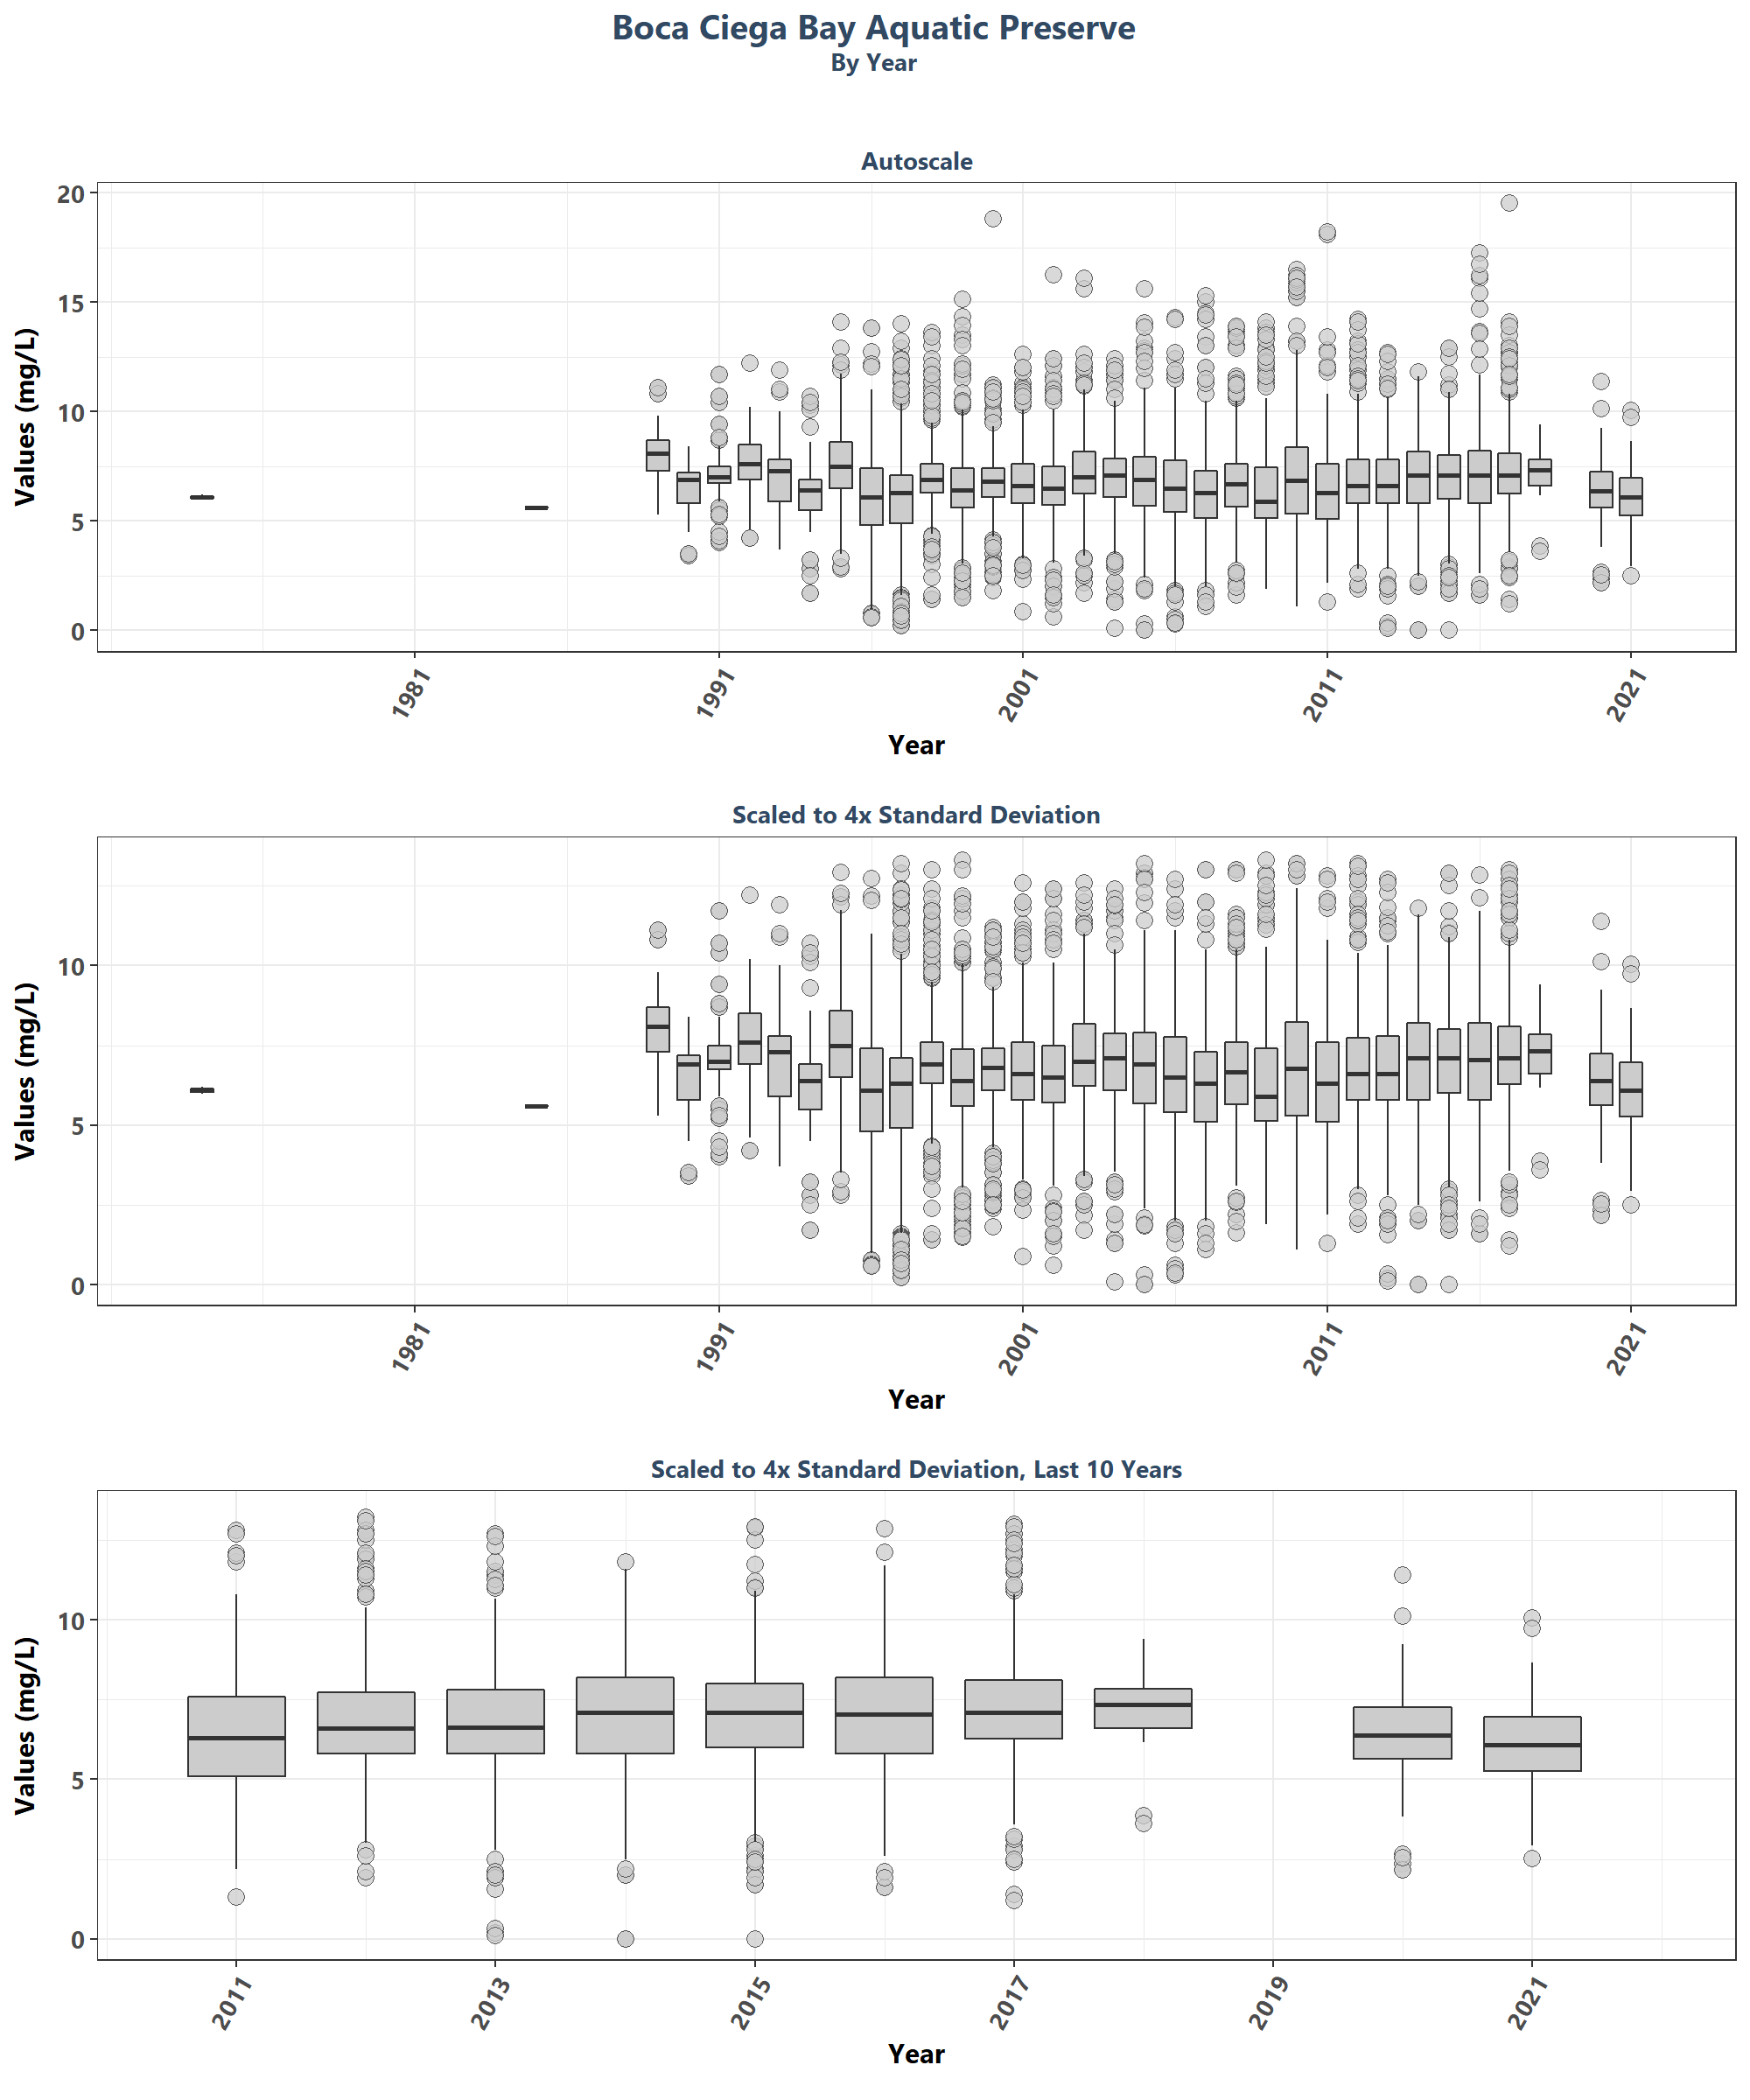 Boca Ciega Bay Aquatic Preserve
By Year
Autoscale
Values (mg/L)
20
15
10
5
0
1981
1991
2001
2011
2021
Year
Scaled to 4x Standard Deviation
Values (mg/L)
10
5
0
1981
1991
2001
2011
2021
Year
Scaled to 4x Standard Deviation, Last 10 Years
Values (mg/L)
10
5
0
2011
2013
2015
2017
2019
2021
Year